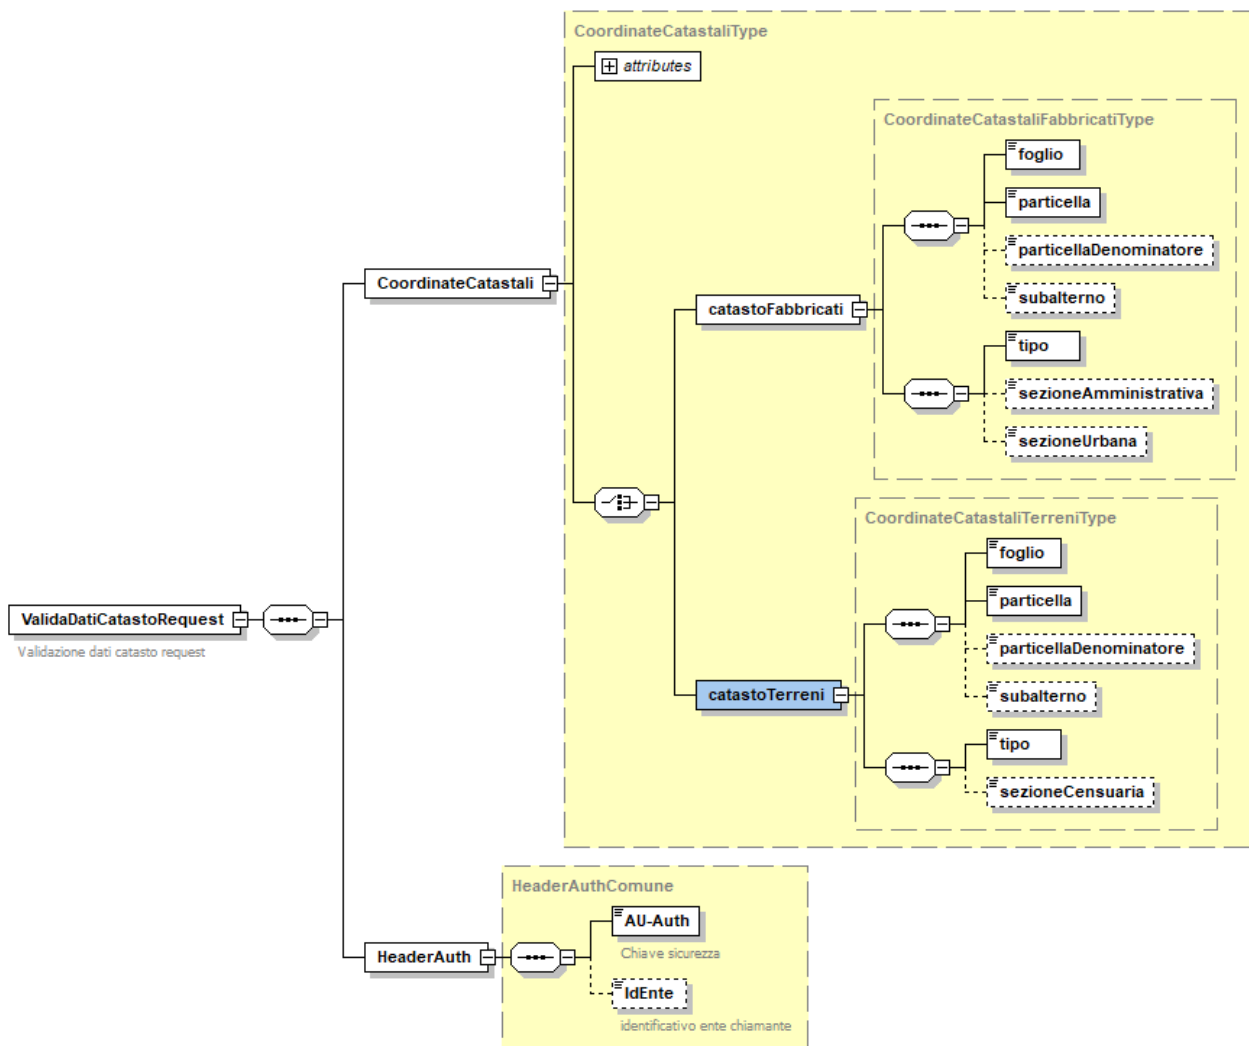 CoordinateCatastaliType
attributes
CoordinateCatastaliFabbricatiType
foglio
particella
particellaDenominatore
subalterno
CoordinateCatastali
catastoFabbricati
tipo
sezioneAmministrativa
sezioneUrbana
CoordinateCatastaliTerreniType
foglio
particella
particellaDenominatore
subalterno
ValidaDatiCatastoRequest
Validazione dati catasto request
catastoTerreni
tipo
sezioneCensuaria
HeaderAuthComune
AU-Auth
Chiave sicurezza
HeaderAuth
IdEnte
identificativo ente chiamante